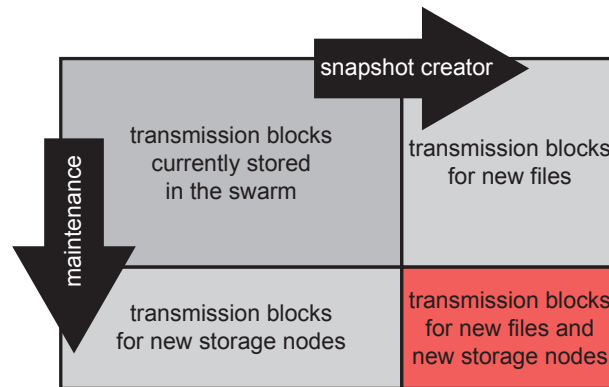 snapshot creator
transmission blocks
currently stored
in the swarm
transmission blocks
for new files
maintenance
transmission blocks
for new storage nodes
transmission blocks
for new files and
new storage nodes